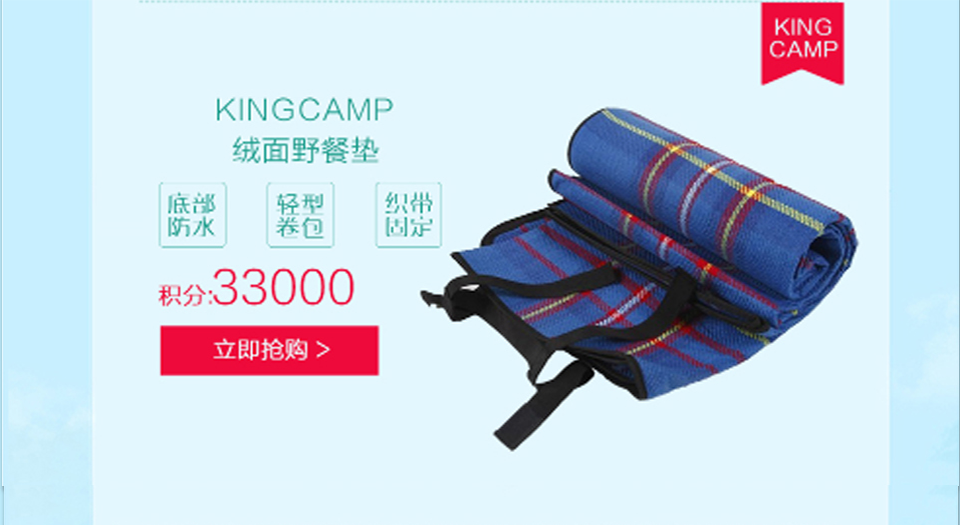 KING
CAMP
KINGCAMP
绒面野餐垫
底部
防水
轻型
卷包
织带
固定
积分:33000
立即抢购 >